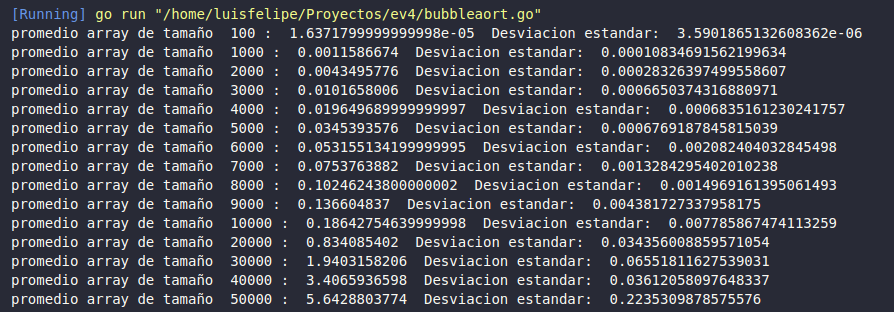 [Running] go run "/home/luisfelipe/Proyectos/ev4/bubbleaort.go"
promedio array de tamaño  100 :  1.6371799999999998e-05  Desviacion estandar:  3.5901865132608362e-06
promedio array de tamaño  1000 :  0.0011586674  Desviacion estandar:  0.00010834691562199634
promedio array de tamaño  2000 :  0.0043495776  Desviacion estandar:  0.00028326397499558607
promedio array de tamaño  3000 :  0.0101658006  Desviacion estandar:  0.0006650374316880971
promedio array de tamaño  4000 :  0.019649689999999997  Desviacion estandar:  0.0006835161230241757
promedio array de tamaño  5000 :  0.0345393576  Desviacion estandar:  0.0006769187845815039
promedio array de tamaño  6000 :  0.0531551341999999​95  Desviacion estandar:  0.002082404032845498
promedio array de tamaño  7000 :  0.0753763882  Desviacion estandar:  0.0013284295402010238
promedio array de tamaño  8000 :  0.10246243800000002  Desviacion estandar:  0.0014969161395061493
promedio array de tamaño  9000 :  0.136604837  Desviacion estandar:  0.004381727337958175
promedio array de tamaño  10000 :  0.18642754639999998  Desviacion estandar:  0.007785867474113259
promedio array de tamaño  20000 :  0.834085402  Desviacion estandar:  0.034356008859571054
promedio array de tamaño  30000 :  1.9403158206  Desviacion estandar:  0.06551811627539031
promedio array de tamaño  40000 :  3.4065936598  Desviacion estandar:  0.03612058097648337
promedio array de tamaño  50000 :  5.6428803774  Desviacion estandar:  0.2235309878575576